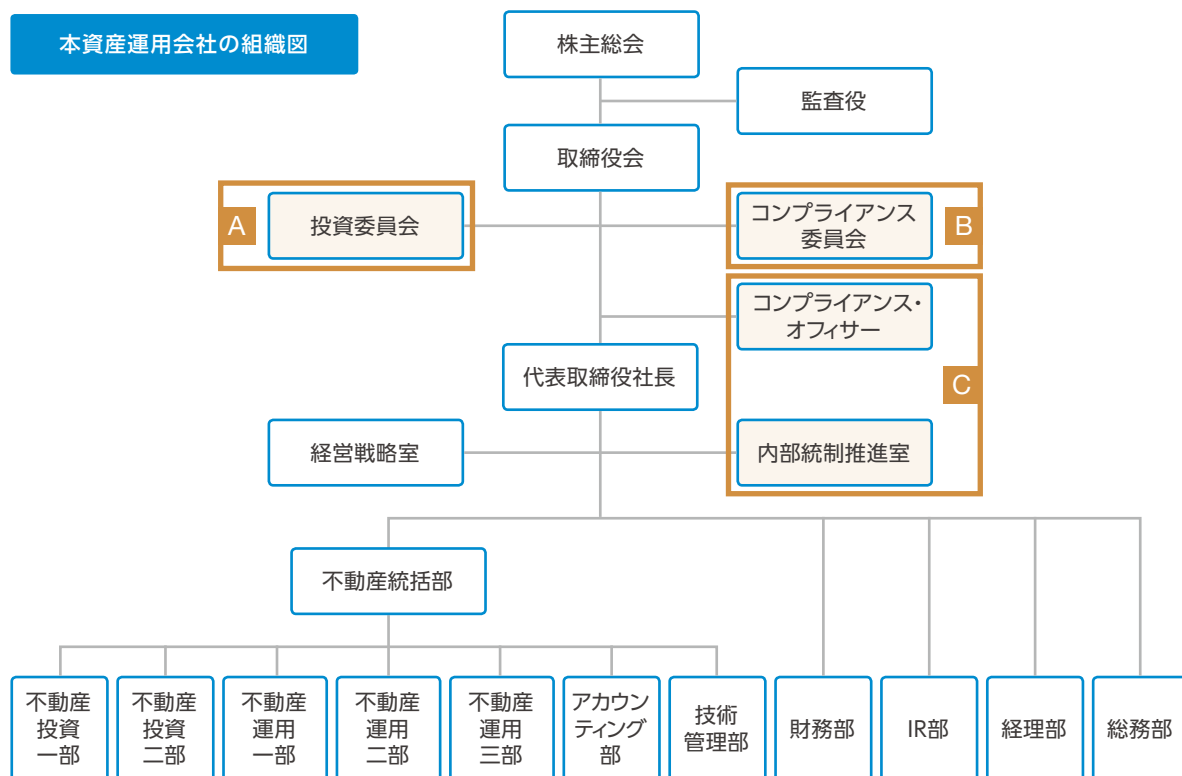 本資産運用会社の組織図
株主総会
監査役
取締役会
A
投資委員会
コンプライアンス
委員会
B
コンプライアンス・
オフィサー
代表取締役社長
C
経営戦略室
内部統制推進室
不動産統括部
不動産
投資
一部
不動産
投資
二部
不動産
運用
一部
不動産
運用
二部
不動産
運用
三部
アカウン
ティング
部
技術
管理部
財務部
IR部
経理部
総務部